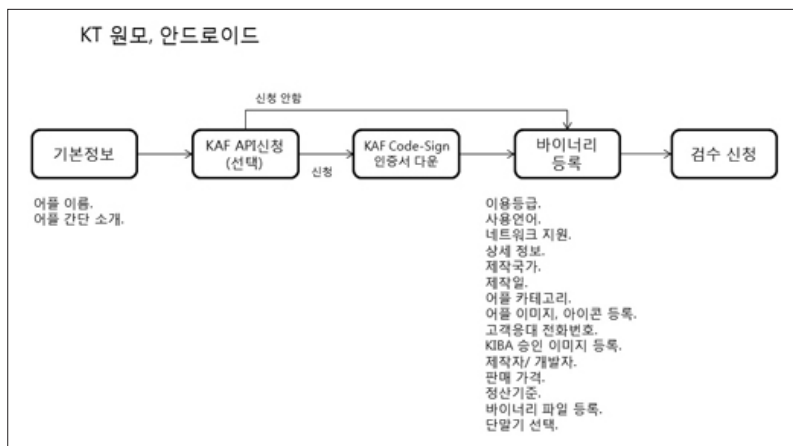 KT 원모, 안드로이드
신청 안함
기본정보
KAF API신청
(선택)
신청
KAF Code-Sign
인증서 다운
바이너리
등록
검수 신청
어플 이름.
어플 간단 소개.
이용등급.
사용언어.
네트워크 지원.
상세 정보.
제작국가.
제작일.
어플 카테고리.
어플 이미지, 아이콘 등록.
고객응대 전화번호.
KIBA 승인 이미지 등록.
제작자/ 개발자.
판매 가격.
정산기준.
바이너리 파일 등록.
단말기 선택.